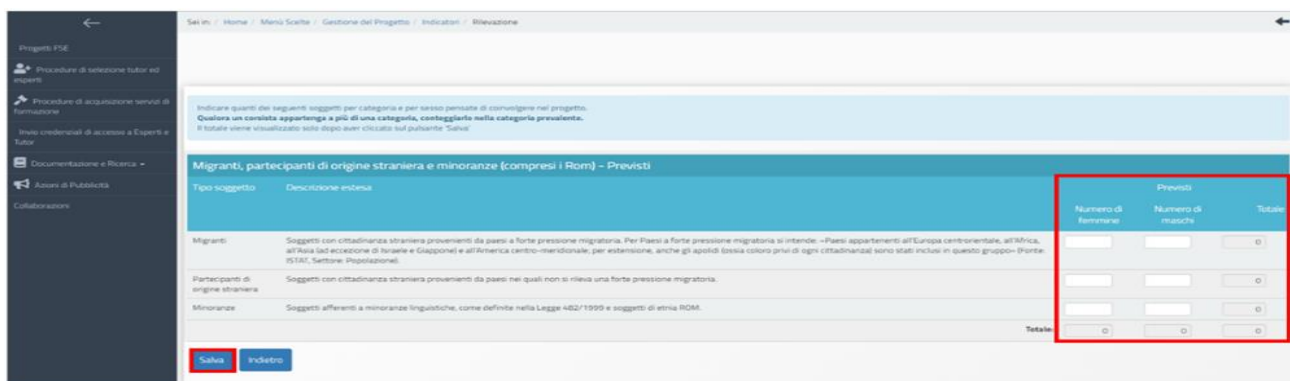 Sei in: / Home / Menù Scelte / Gestione del Progetto / Indicatori / Rilevazione
Progetti FSE
Procedure di selezione tutor ed
esperti
Procedure di acquisizione servizi di
formazione
Invio credenziali di accesso a Esperti e
Tutor
Documentazione e Ricerca
Azioni di Pubblicità
Collaborazioni
Indicare quanti dei seguenti soggetti per categoria e per sesso pensate di coinvolgere nel progetto.
Qualora un corsista appartenga a più di una categoria, conteggiarlo nella categoria prevalente.
Il totale viene visualizzato solo dopo aver cliccato sul pulsante 'Salva'
Migranti, partecipanti di origine straniera e minoranze (compresi i Rom) - Previsti
Tipo soggetto Descrizione estesa Previsti
Numero di femmine Numero di maschi Totale
Migranti Soggetti con cittadinanza straniera provenienti da paesi a forte pressione migratoria. Per Paesi a forte pressione migratoria si intende: «Paesi appartenenti all'Europa centrorientale, all'Africa,
all'Asia (ad eccezione di Israele e Giappone) e all'America centro-meridionale; per estensione, anche gli apolidi (ossia coloro privi di ogni cittadinanza) sono stati inclusi in questo gruppo» (Fonte:
ISTAT, Settore: Popolazione). 0
Partecipanti di
origine straniera Soggetti con cittadinanza straniera provenienti da paesi nei quali non si rileva una forte pressione migratoria. 0
Minoranze Soggetti afferenti a minoranze linguistiche, come definite nella Legge 482/1999 e soggetti di etnia ROM. 0
Totale: 0 0 0
Salva Indietro